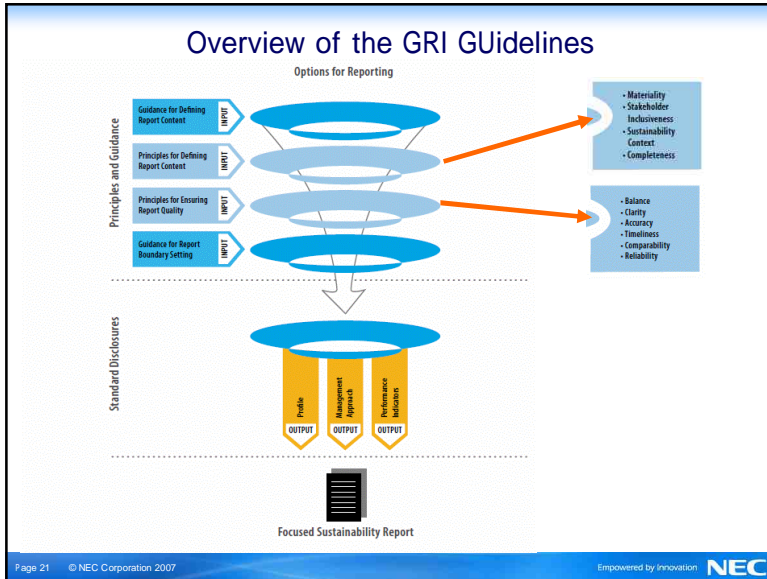 Overview of the GRI GUidelines
Options for Reporting
Principles and Guidance
Guidance for Defining
Report Content
INPUT
Principles for Defining
Report Content
INPUT
Principles for Ensuring
Report Quality
INPUT
Guidance for Report
Boundary Setting
INPUT
• Materiality
• Stakeholder
Inclusiveness
• Sustainability
Context
• Completeness
• Balance
• Clarity
• Accuracy
• Timeliness
• Comparability
• Reliability
Standard Disclosures
Profile
OUTPUT
Management
Approach
OUTPUT
Performance
Indicators
OUTPUT
Focused Sustainability Report
Page 21 © NEC Corporation 2007
Empowered by Innovation NEC